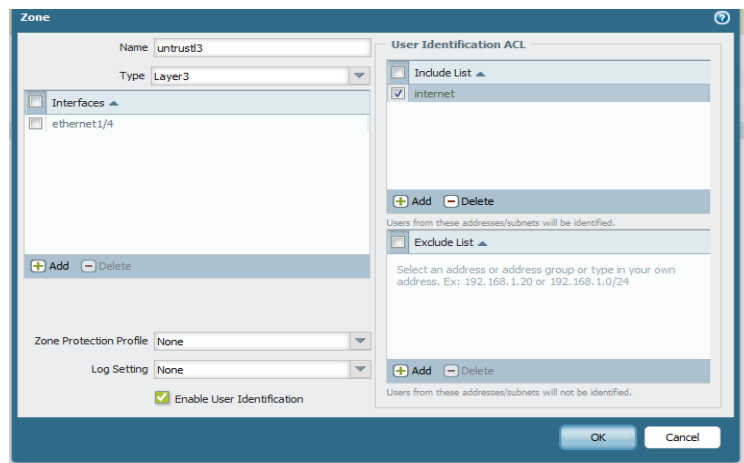 Zone
Name untrustl3
Type Layer3
Interfaces
ethernet1/4
Add Delete
Zone Protection Profile None
Log Setting None
Enable User Identification
User Identification ACL
Include List
internet
Add Delete
Users from these addresses/subnets will be identified.
Exclude List
Select an address or address group or type in your own
address. Ex: 192.168.1.20 or 192.168.1.0/24
Add Delete
Users from these addresses/subnets will not be identified.
OK Cancel